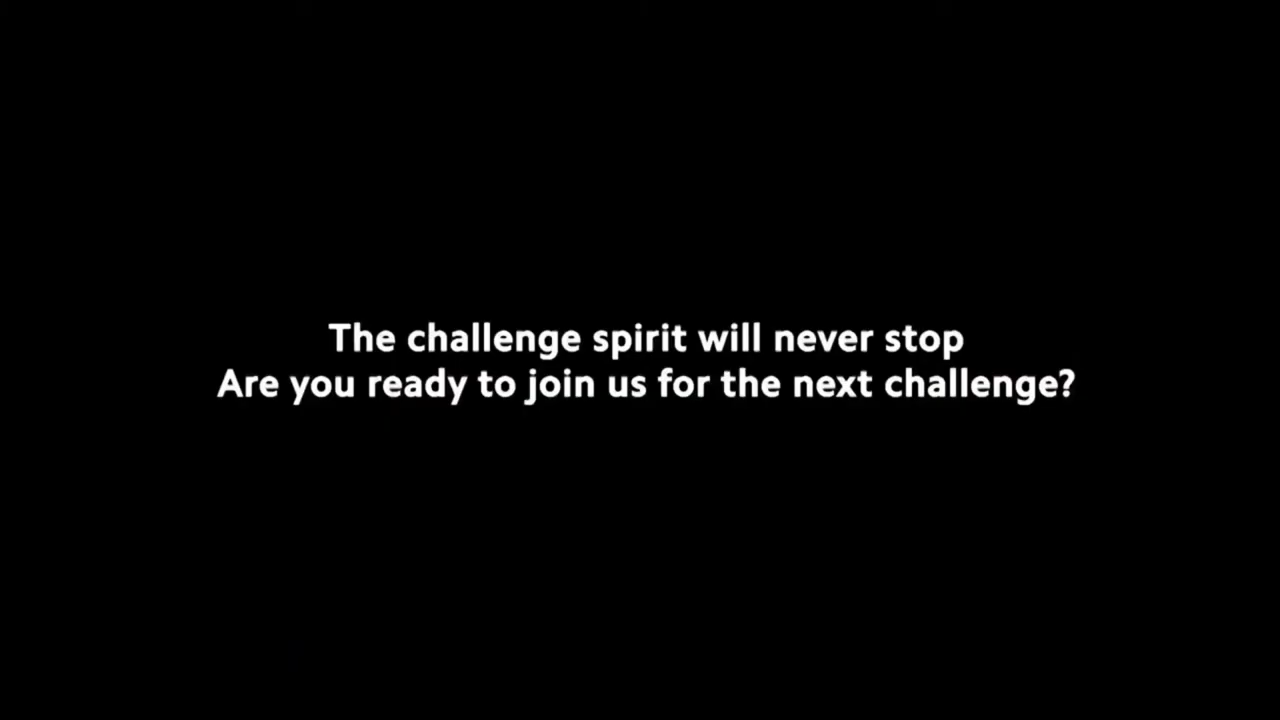 The challenge spirit will never stop
Are you ready to join us for the next challenge?